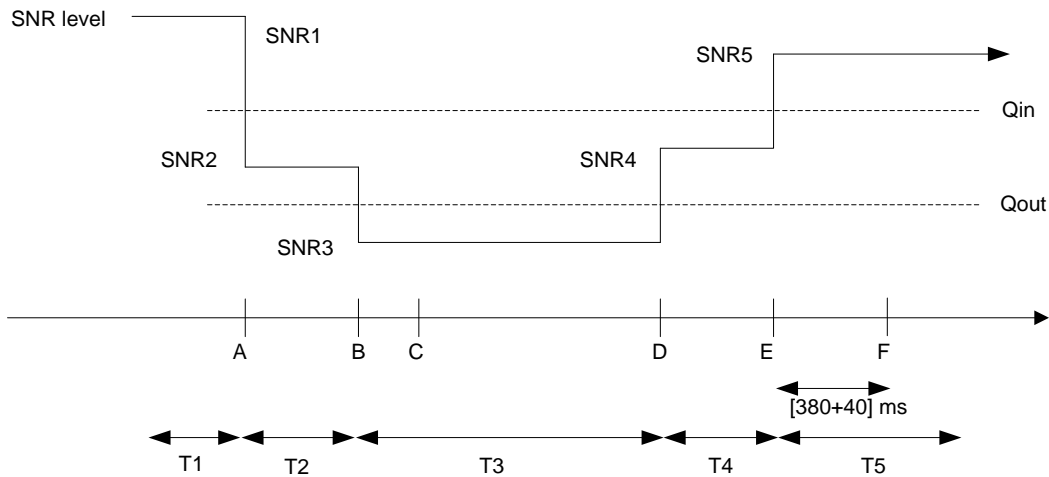 SNR level
SNR1
SNR5
Qin
SNR2
SNR4
Qout
SNR3
A
B
C
D
E
F
[380+40] ms
T1
T2
T3
T4
T5